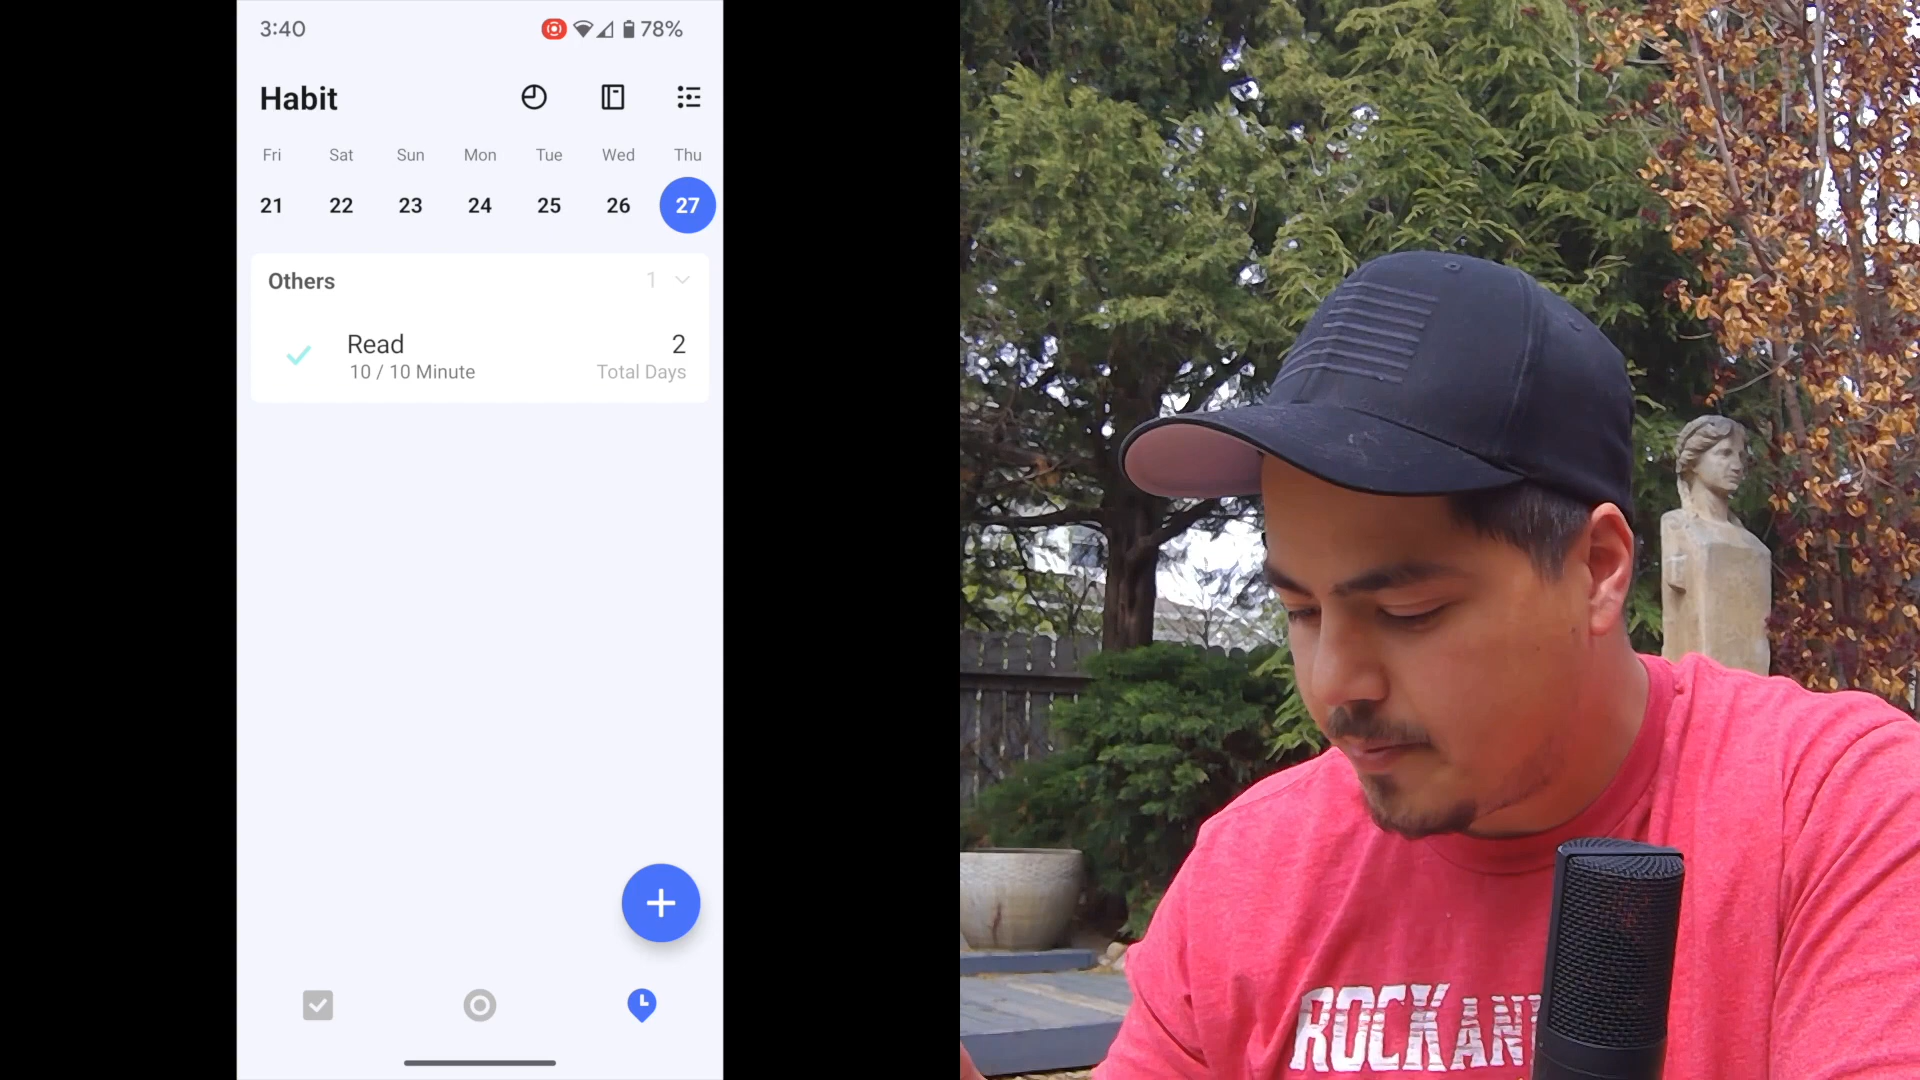 3:40 78%
Habit
Fri Sat Sun Mon Tue Wed Thu
21 22 23 24 25 26 27
Others 1
Read 2
10 / 10 Minute Total Days
ROCK